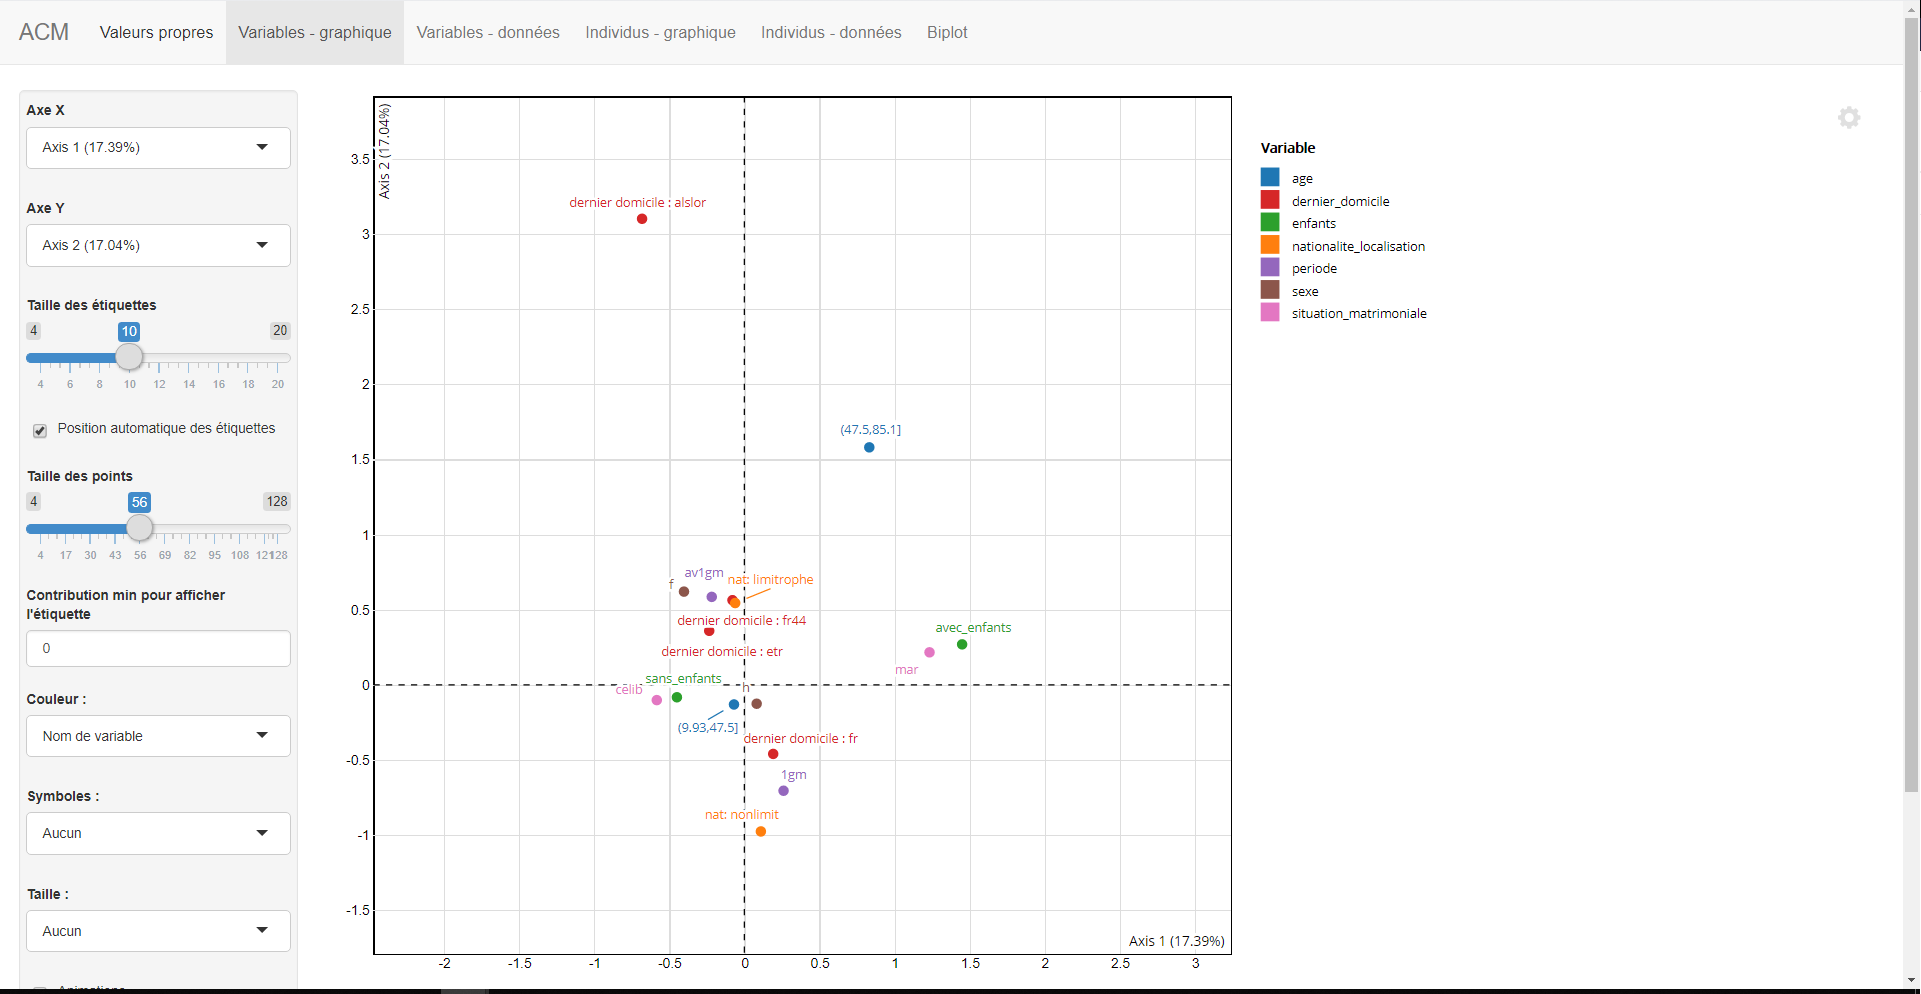 ACM Valeurs propres Variables - graphique Variables - données Individus - graphique Individus - données Biplot
Axe X
Axis 1 (17.39%)
Axe Y
Axis 2 (17.04%)
Taille des étiquettes
4 10 20
4 6 8 10 12 14 16 18 20
Position automatique des étiquettes
Taille des points
4 56 128
4 17 30 43 56 69 82 95 108 121 128
Contribution min pour afficher
l'étiquette
0
Couleur :
Nom de variable
Symboles :
Aucun
Taille :
Aucun
Animations
Axis 2 (17.04%)
3.5
3
2.5
2
1.5
1
0.5
0
-0.5
-1
-1.5
dernier domicile : alslor
(47.5,85.1]
av1gm
f
nat: limitrophe
dernier domicile : fr44
avec_enfants
dernier domicile : etr
mar
sans_enfants
celib
h
(9.93,47.5]
dernier domicile : fr
1gm
nat: nonlimit
Axis 1 (17.39%)
-2 -1.5 -1 -0.5 0 0.5 1 1.5 2 2.5 3
Variable
age
dernier_domicile
enfants
nationalite_localisation
periode
sexe
situation_matrimoniale